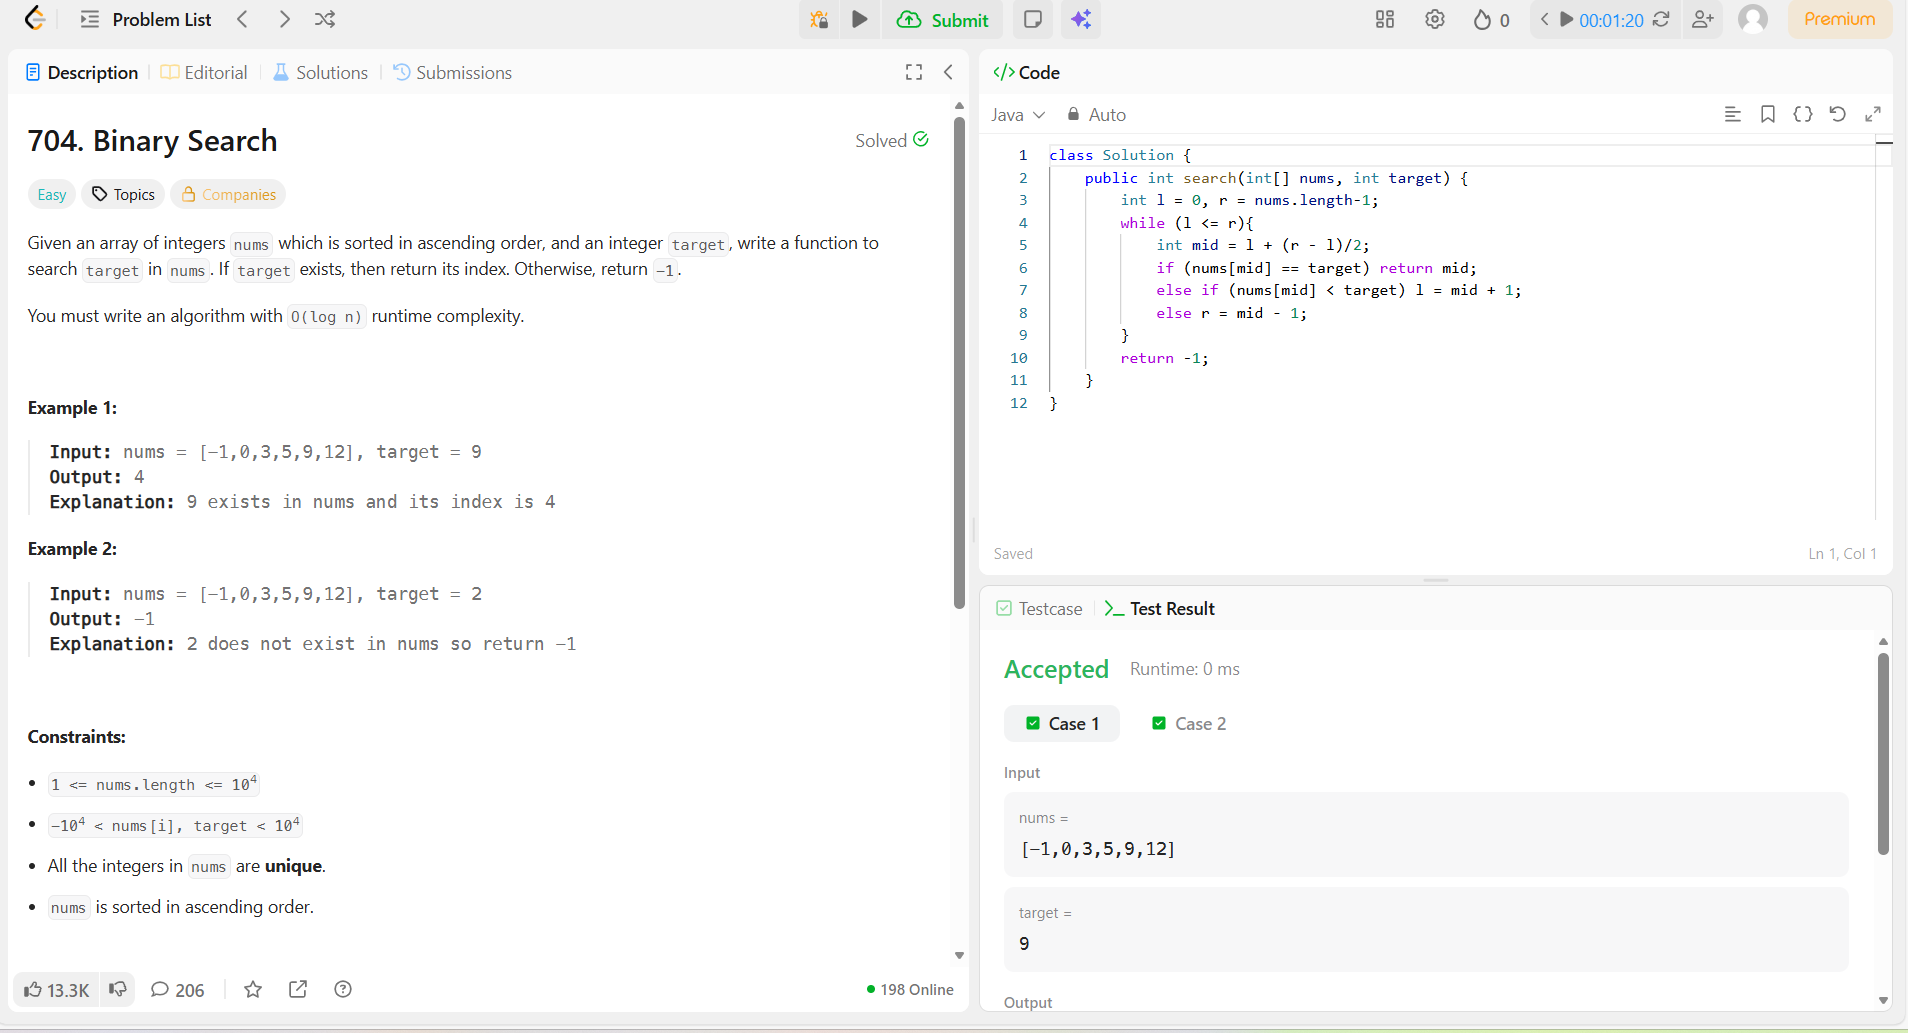 Problem List
Submit
0
00:01:20
Premium
Description
Editorial
Solutions
Submissions
704. Binary Search
Solved
Easy
Topics
Companies
Given an array of integers nums which is sorted in ascending order, and an integer target, write a function to
search target in nums. If target exists, then return its index. Otherwise, return -1.
You must write an algorithm with O(log n) runtime complexity.
Example 1:
Input: nums = [-1,0,3,5,9,12], target = 9
Output: 4
Explanation: 9 exists in nums and its index is 4
Example 2:
Input: nums = [-1,0,3,5,9,12], target = 2
Output: -1
Explanation: 2 does not exist in nums so return -1
Constraints:
• 1 <= nums.length <= 10⁴
• -10⁴ < nums[i], target < 10⁴
• All the integers in nums are unique.
• nums is sorted in ascending order.
13.3K
206
198 Online
</> Code
Java
Auto
1 class Solution {
2     public int search(int[] nums, int target) {
3         int l = 0, r = nums.length-1;
4         while (l <= r){
5             int mid = l + (r - l)/2;
6             if (nums[mid] == target) return mid;
7             else if (nums[mid] < target) l = mid + 1;
8             else r = mid - 1;
9         }
10         return -1;
11     }
12 }
Saved
Ln 1, Col 1
Testcase
Test Result
Accepted
Runtime: 0 ms
Case 1
Case 2
Input
nums =
[-1,0,3,5,9,12]
target =
9
Output